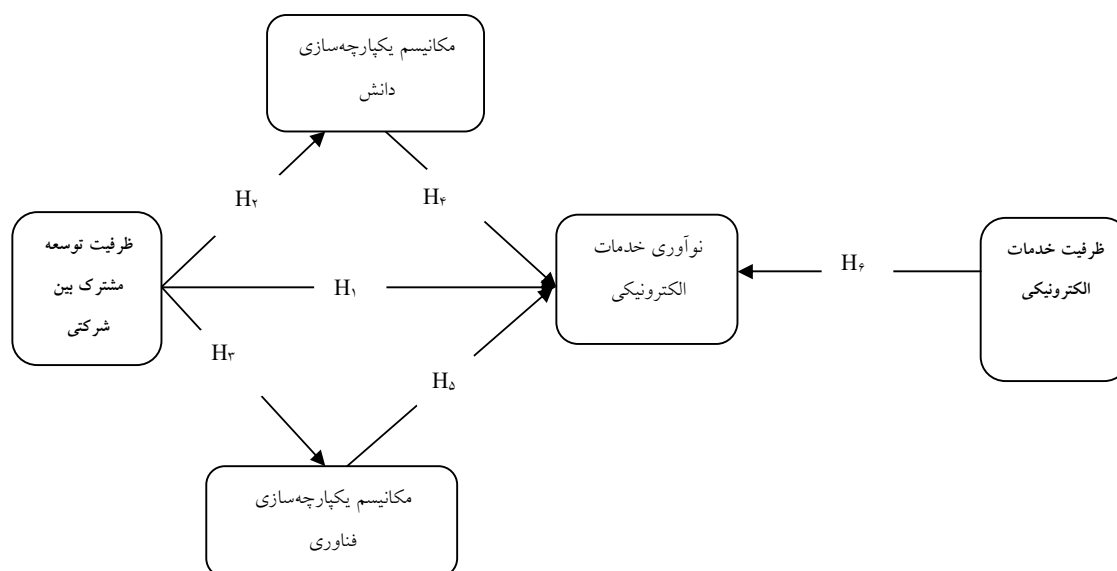 مکانیسم یکپارچه‌سازی
دانش
H۲
H۴
ظرفیت توسعه
مشترک بین
شرکتی
H۱
نوآوری خدمات
الکترونیکی
H۶
ظرفیت خدمات
الکترونیکی
H۳
H۵
مکانیسم یکپارچه‌سازی
فناوری